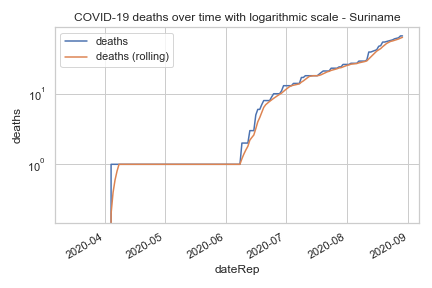 COVID-19 deaths over time with logarithmic scale - Suriname
deaths
deaths (rolling)
10¹
10⁰
deaths
2020-04
2020-05
2020-06
2020-07
2020-08
2020-09
dateRep